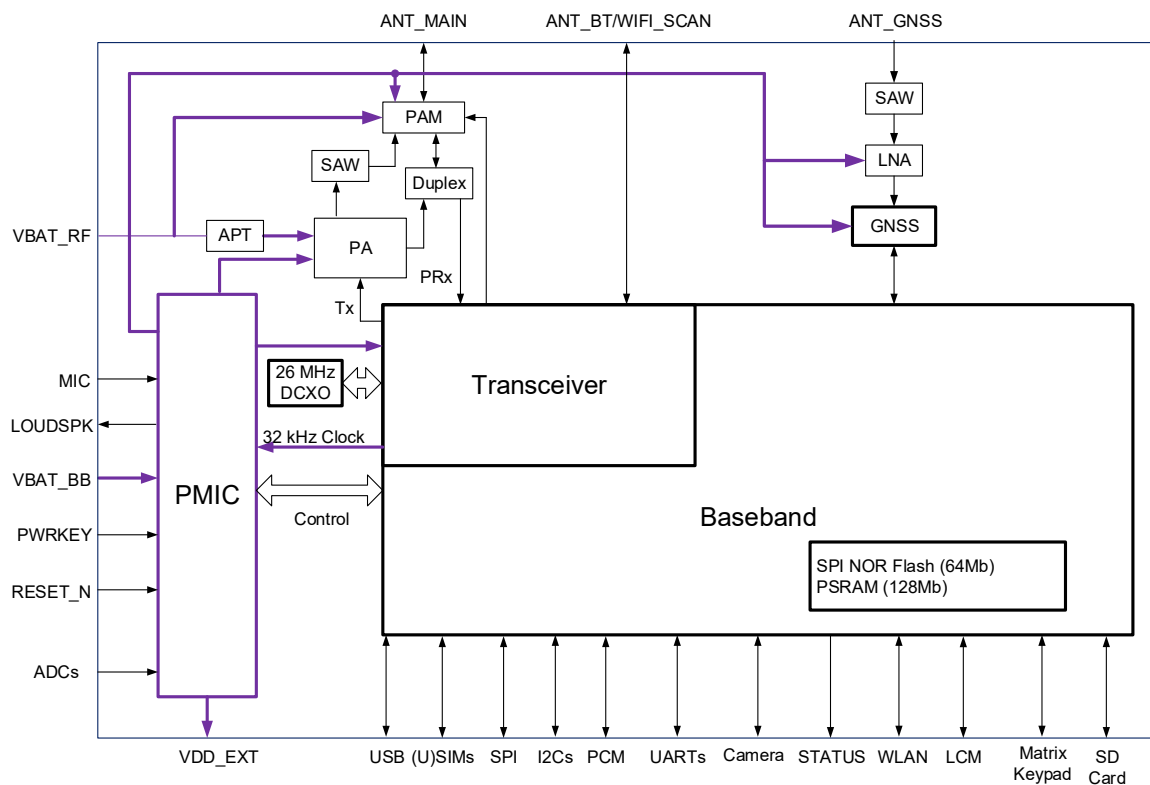 ANT_MAIN
ANT_BT/WIFI_SCAN
ANT_GNSS
SAW
PAM
SAW
LNA
Duplex
VBAT_RF
APT
PA
GNSS
PRx
Tx
26 MHz
DCXO
Transceiver
MIC
LOUDSPK
32 kHz Clock
VBAT_BB
PMIC
Control
Baseband
PWRKEY
SPI NOR Flash (64Mb)
PSRAM (128Mb)
RESET_N
ADCs
VDD_EXT
USB
(U)SIMs
SPI
I2Cs
PCM
UARTs
Camera
STATUS
WLAN
LCM
Matrix
Keypad
SD
Card